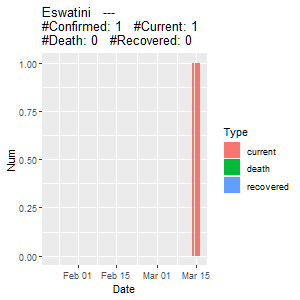 Eswatini --- 
#Confirmed: 1 #Current: 1
#Death: 0 #Recovered: 0
Num
1.00
0.75
0.50
0.25
0.00
Feb 01 Feb 15 Mar 01 Mar 15
Date
Type
current
death
recovered